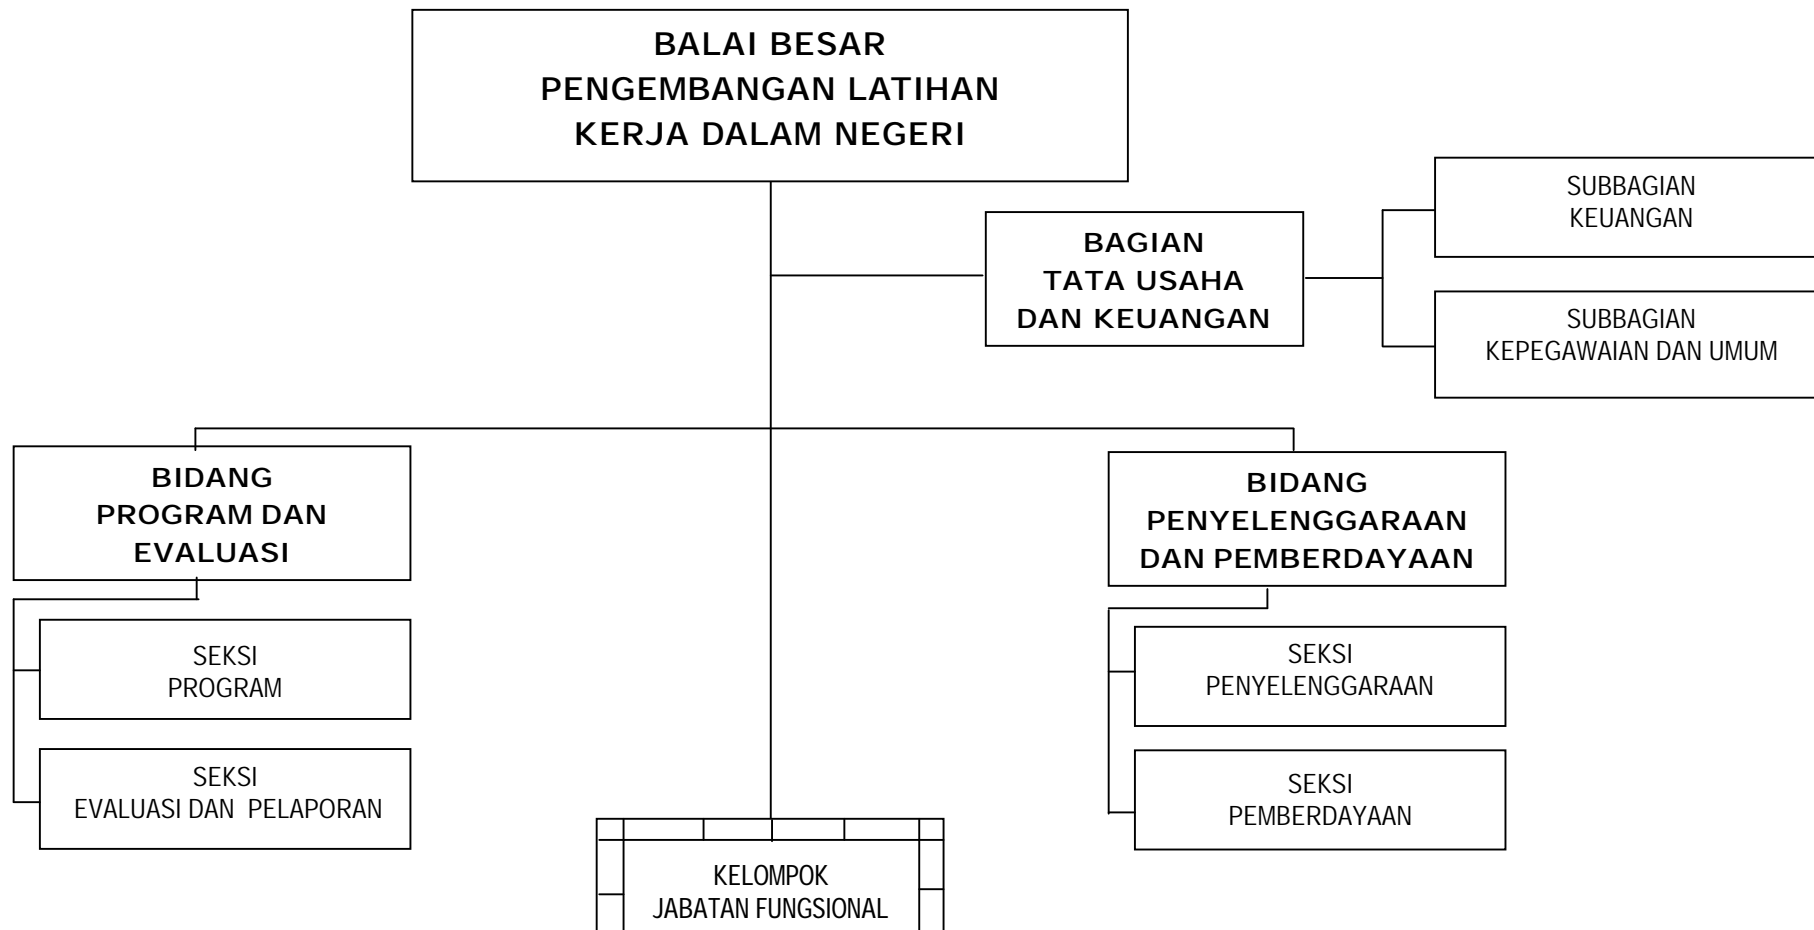 BALAI BESAR
PENGEMBANGAN LATIHAN
KERJA DALAM NEGERI
SUBBAGIAN
KEUANGAN
BAGIAN
TATA USAHA
DAN KEUANGAN
SUBBAGIAN
KEPEGAWAIAN DAN UMUM
BIDANG
PROGRAM DAN
EVALUASI
BIDANG
PENYELENGGARAAN
DAN PEMBERDAYAAN
SEKSI
PROGRAM
SEKSI
PENYELENGGARAAN
SEKSI
EVALUASI DAN PELAPORAN
SEKSI
PEMBERDAYAAN
KELOMPOK
JABATAN FUNGSIONAL